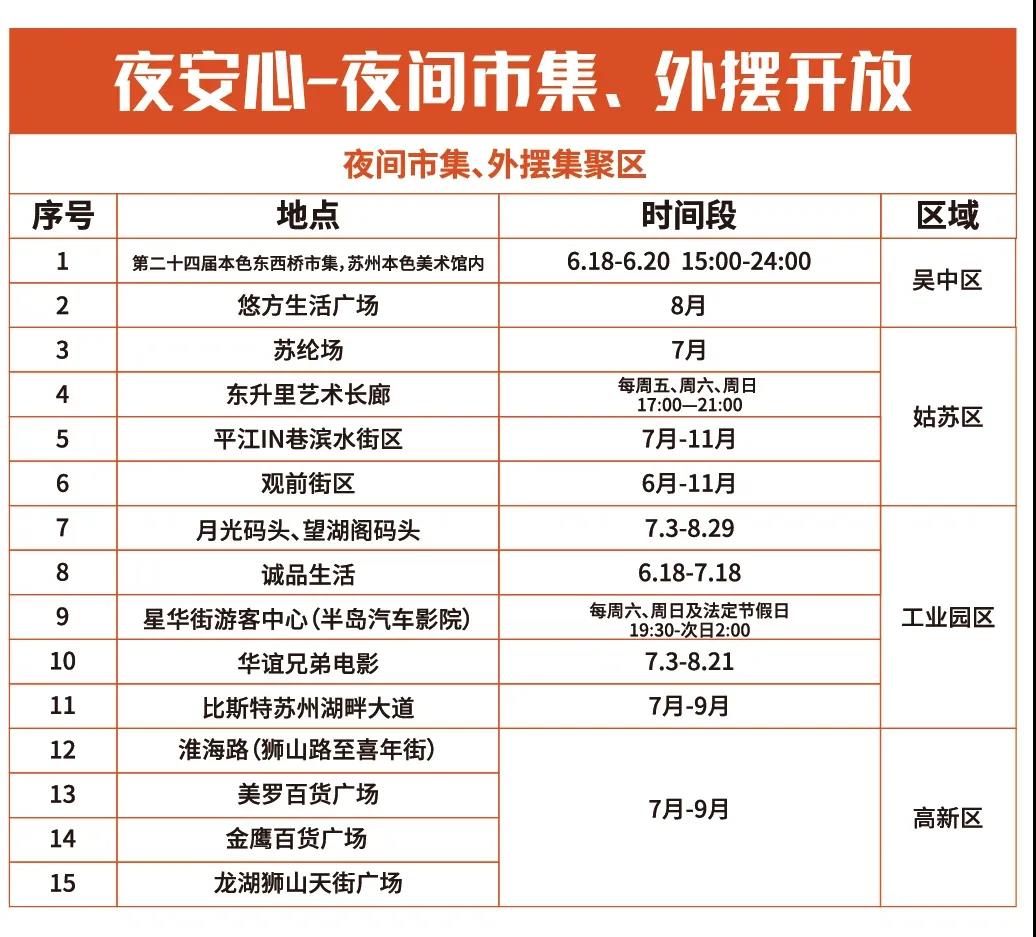 夜安心-夜间市集、外摆开放
夜间市集、外摆集聚区
序号 地点 时间段 区域
1 第二十四届本色东西桥市集,苏州本色美术馆内 6.18-6.20 15:00-24:00 吴中区
2 悠方生活广场 8月
3 苏纶场 7月 姑苏区
4 东升里艺术长廊 每周五、周六、周日
17:00—21:00
5 平江IN巷滨水街区 7月-11月
6 观前街区 6月-11月
7 月光码头、望湖阁码头 7.3-8.29 工业园区
8 诚品生活 6.18-7.18
9 星华街游客中心(半岛汽车影院) 每周六、周日及法定节假日
19:30-次日2:00
10 华谊兄弟电影 7.3-8.21
11 比斯特苏州湖畔大道 7月-9月
12 淮海路(狮山路至喜年街) 7月-9月 高新区
13 美罗百货广场
14 金鹰百货广场
15 龙湖狮山天街广场